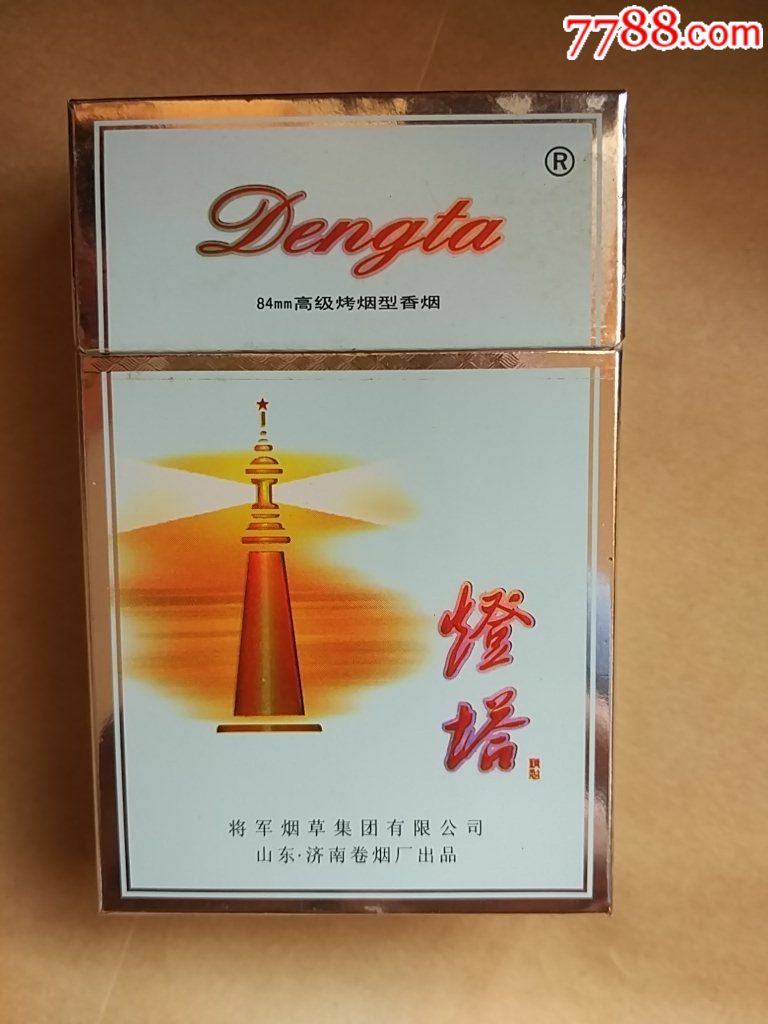 7788.com
®
Dengta
84mm高级烤烟型香烟
燈
塔
将军烟草集团有限公司
山东·济南卷烟厂出品